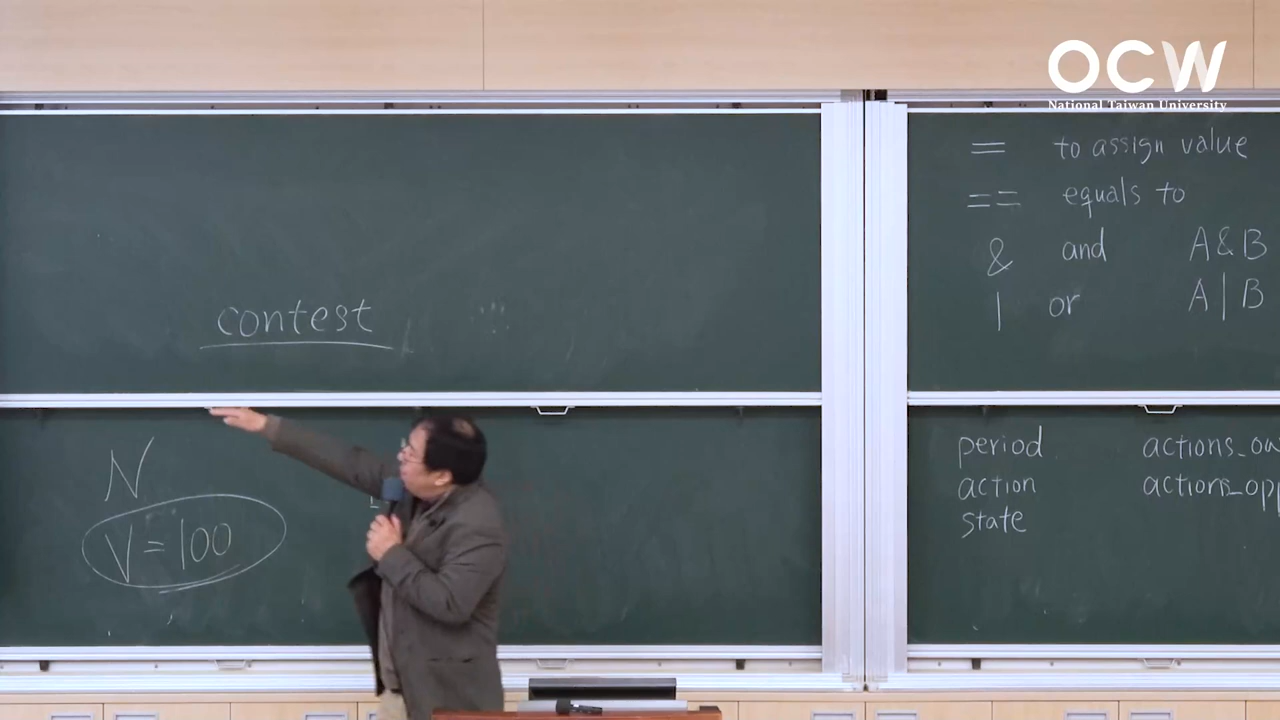 OCW
National Taiwan University
contest
N
V = 100
= to assign value
== equals to
& and A & B
| or A | B
period actions_ow
action actions_opp
state